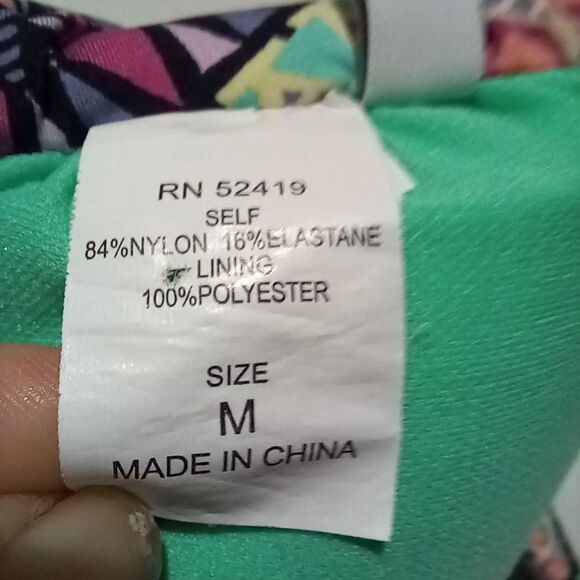 RN 52419
SELF
84%NYLON 16%ELASTANE
LINING
100%POLYESTER
SIZE
M
MADE IN CHINA